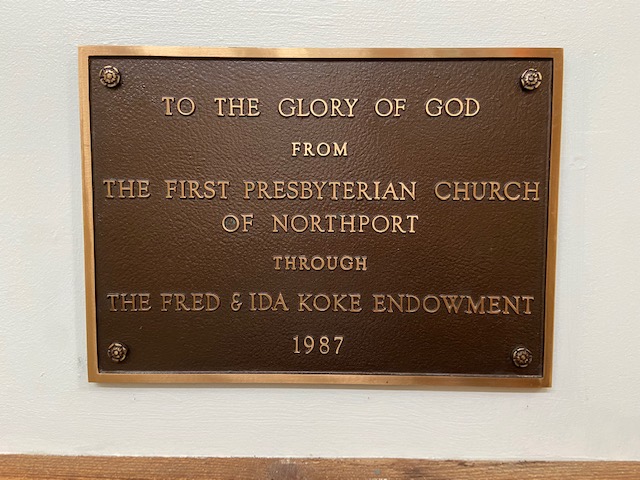 TO THE GLORY OF GOD
FROM
THE FIRST PRESBYTERIAN CHURCH
OF NORTHPORT
THROUGH
THE FRED & IDA KOKE ENDOWMENT
1987